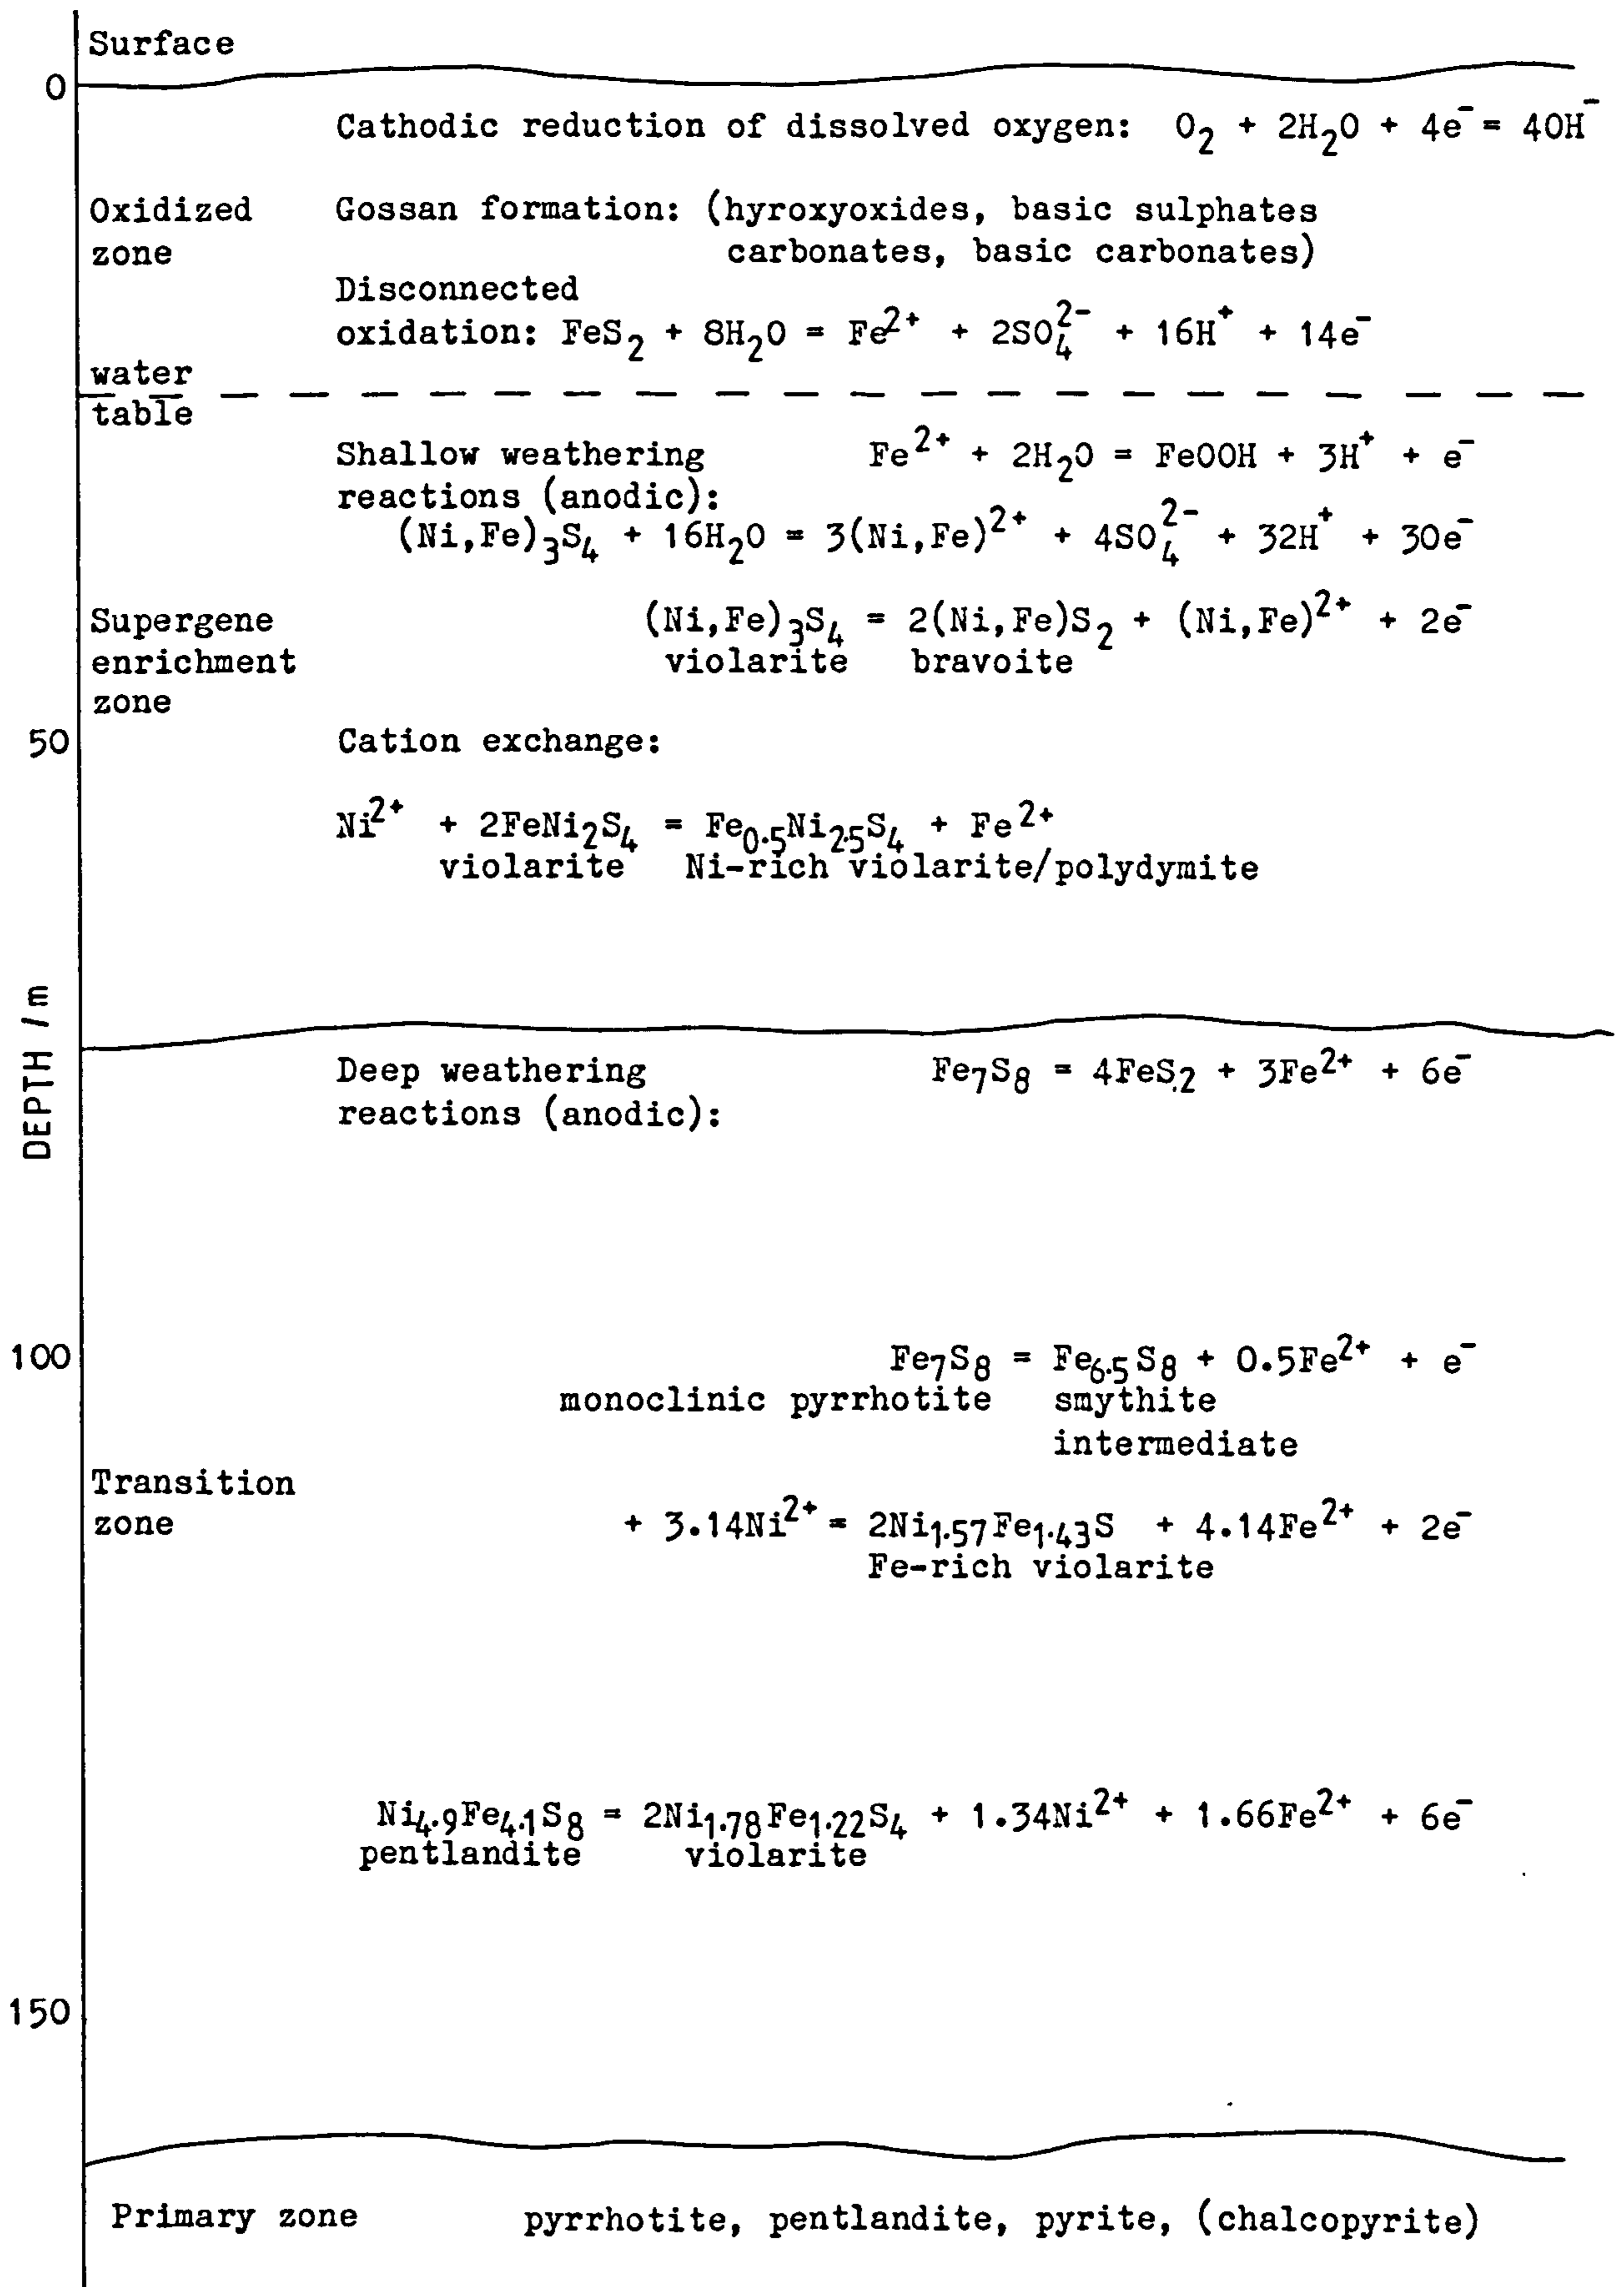 Surface
0
Cathodic reduction of dissolved oxygen: O₂ + 2H₂O + 4e⁻ = 4OH⁻
Oxidized zone
Gossan formation: (hyroxyoxides, basic sulphates
carbonates, basic carbonates)
Disconnected
oxidation: FeS₂ + 8H₂O = Fe²⁺ + 2SO₄²⁻ + 16H⁺ + 14e⁻
water
table
Shallow weathering Fe²⁺ + 2H₂O = FeOOH + 3H⁺ + e⁻
reactions (anodic):
(Ni,Fe)₃S₄ + 16H₂O = 3(Ni,Fe)²⁺ + 4SO₄²⁻ + 32H⁺ + 30e⁻
Supergene
enrichment
zone
(Ni,Fe)₃S₄ = 2(Ni,Fe)S₂ + (Ni,Fe)²⁺ + 2e⁻
violarite bravoite
50
Cation exchange:
Ni²⁺ + 2FeNi₂S₄ = Fe₀.₅Ni₂.₅S₄ + Fe²⁺
violarite Ni-rich violarite/polydymite
DEPTH /m
Deep weathering Fe₇S₈ = 4FeS₂ + 3Fe²⁺ + 6e⁻
reactions (anodic):
100
Fe₇S₈ = Fe₆.₅S₈ + 0.5Fe²⁺ + e⁻
monoclinic pyrrhotite smythite
intermediate
Transition
zone
+ 3.14Ni²⁺ = 2Ni₁.₅₇Fe₁.₄₃S + 4.14Fe²⁺ + 2e⁻
Fe-rich violarite
Ni₄.₉Fe₄.₁S₈ = 2Ni₁.₇₈Fe₁.₂₂S₄ + 1.34Ni²⁺ + 1.66Fe²⁺ + 6e⁻
pentlandite violarite
150
Primary zone pyrrhotite, pentlandite, pyrite, (chalcopyrite)